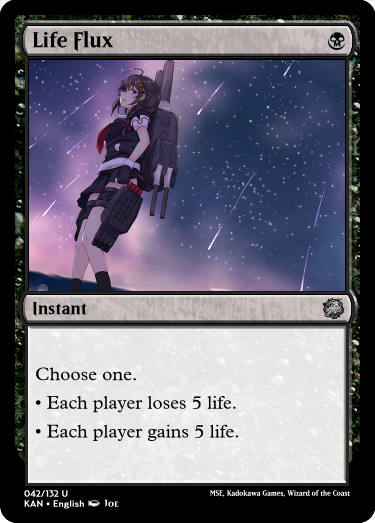 Life Flux
Instant
Choose one.
• Each player loses 5 life.
• Each player gains 5 life.
042/132 U
KAN • English Joe
MSE, Kadokawa Games, Wizard of the Coast